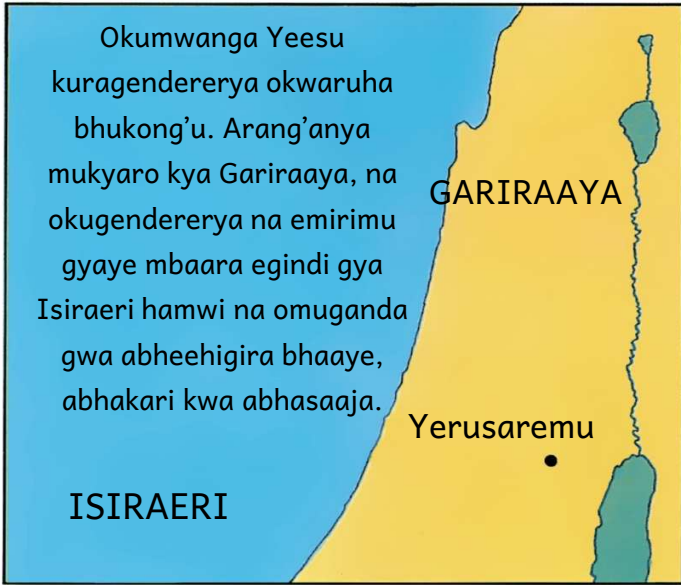 Okumwanga Yeesu
kuragendererya okwaruha
bhukong'u. Arang'anya
mukyaro kya Gariraaya, na
okugendererya na emirimu
gyaye mbaara egindi gya
Isiraeri hamwi na omuganda
gwa abheehigira bhaaye,
abhakari kwa abhasaaja.
GARIRAAYA
Yerusaremu
ISIRAERI